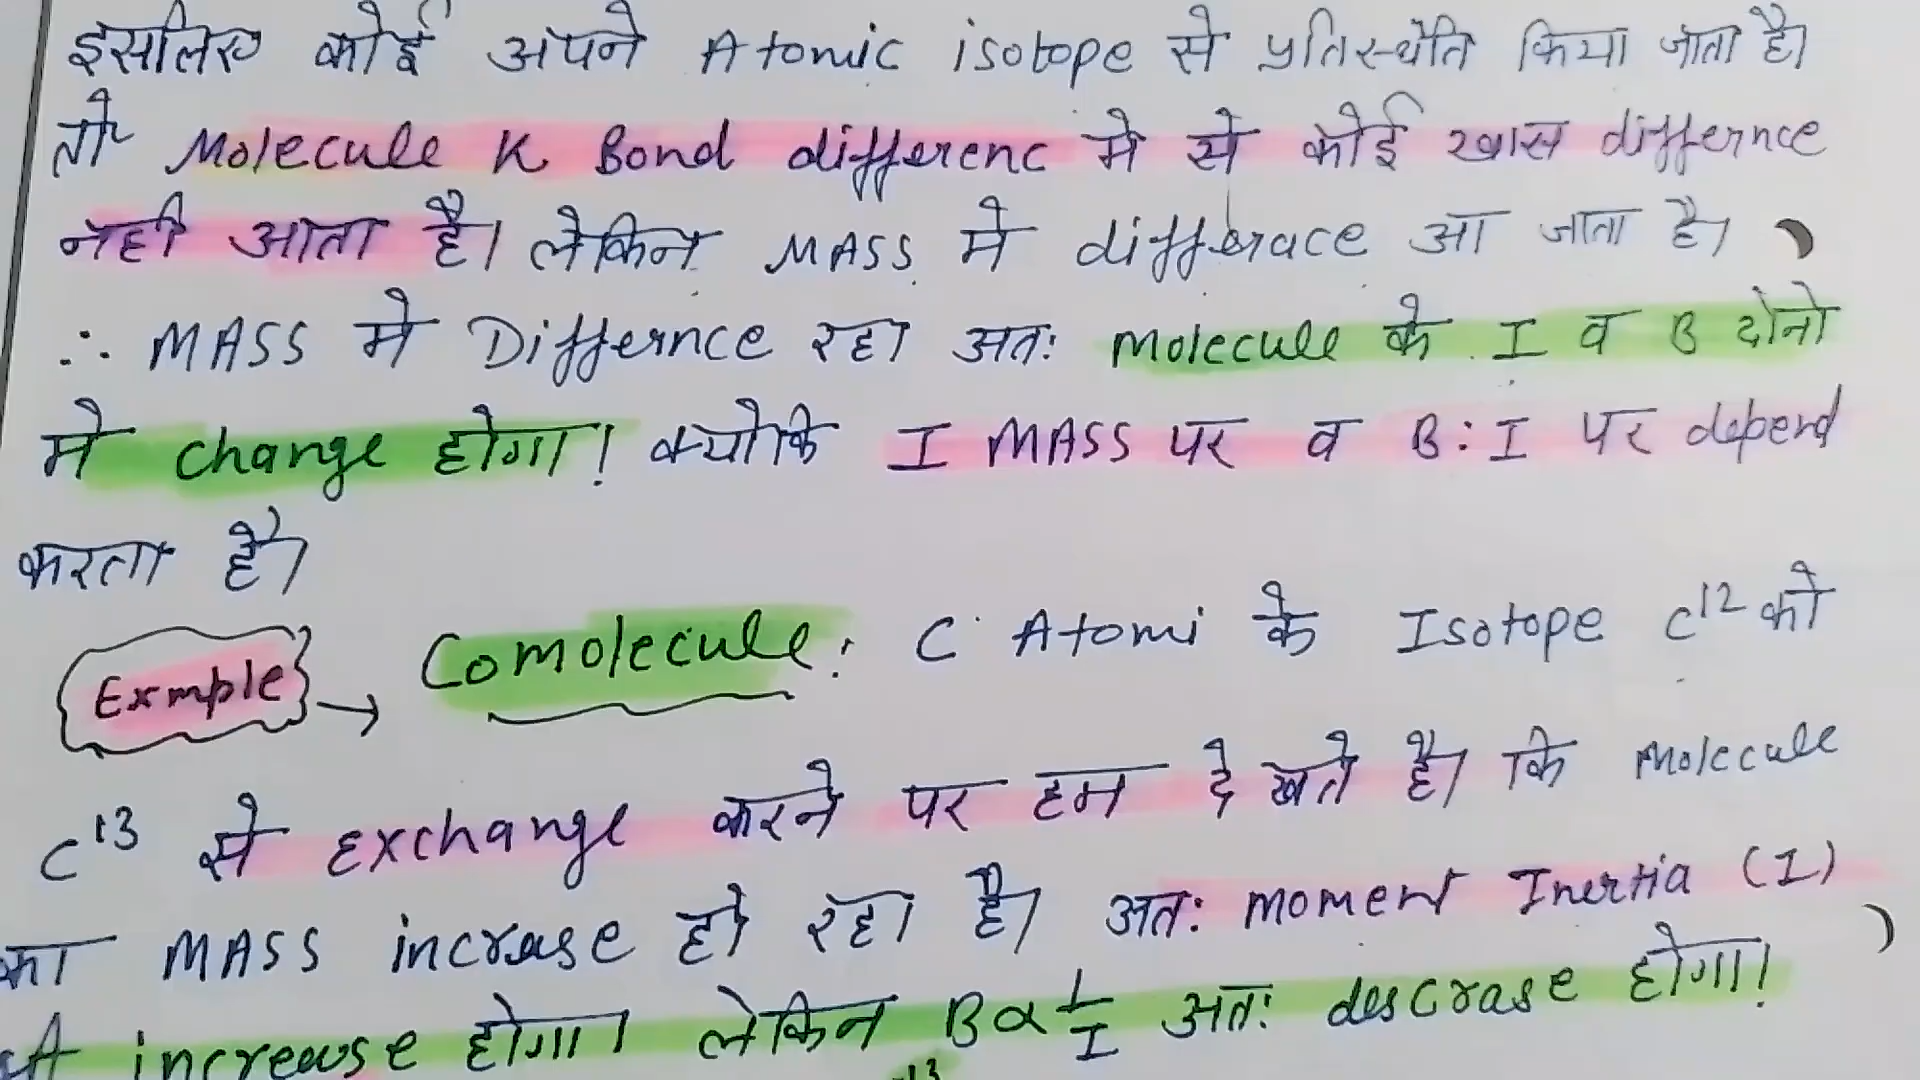 इसलिए कोई अपने Atomic isotope से प्रतिस्थैति किया जाता है।
तो Molecule K Bond differenc मे से कोई खास differnce
नही आता है। लेकिन MASS मे differace आ जाता है।
∴ MASS मे Differnce रहा अतः Molecule के I व B दोनो
मे change होगा! क्योकि I MASS पर व B:I पर depend
करता है।
Exmple → Comolecule: C Atomi के Isotope C¹² को
C¹³ से Exchange करने पर हम देखते है। कि Molecule
का MASS incrase हो रहा है। अतः moment Inertia (I)
increase होगा। लेकिन B∝1/I अतः descrase होगा!